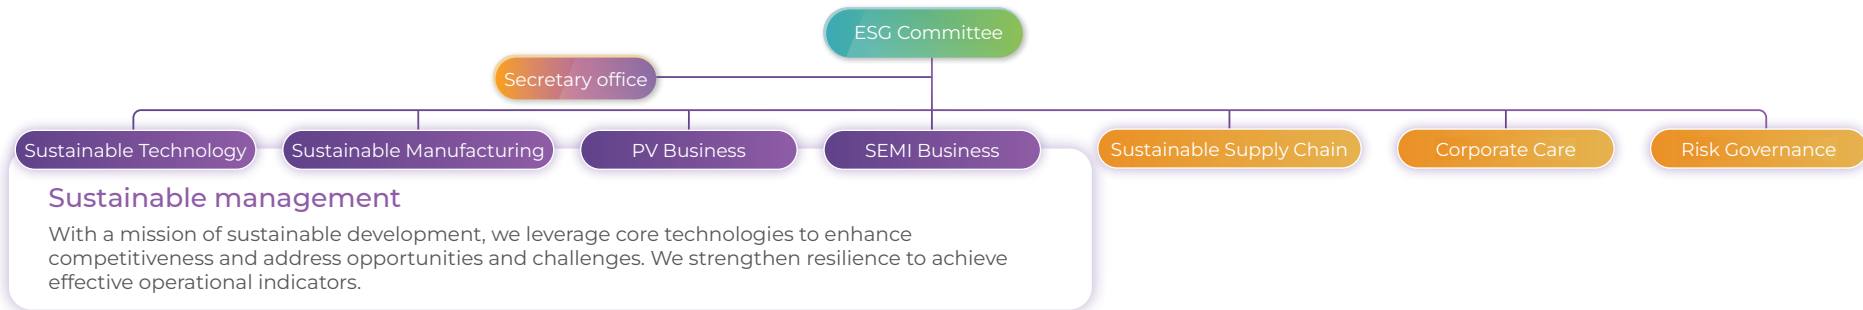 ESG Committee
Secretary office
Sustainable Technology
Sustainable Manufacturing
PV Business
SEMI Business
Sustainable Supply Chain
Corporate Care
Risk Governance
Sustainable management
With a mission of sustainable development, we leverage core technologies to enhance
competitiveness and address opportunities and challenges. We strengthen resilience to achieve
effective operational indicators.